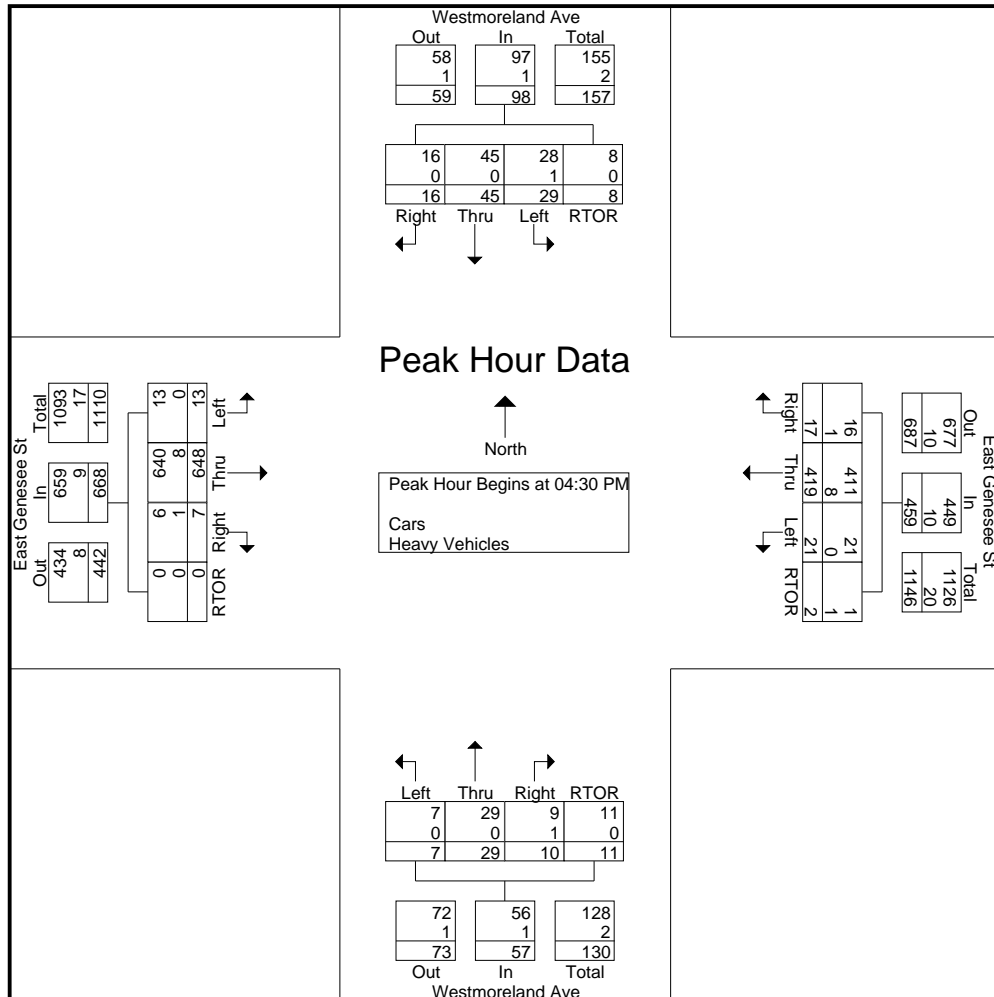 Westmoreland Ave
Out In Total
58 97 155
1 1 2
59 98 157
16 45 28 8
0 0 1 0
16 45 29 8
Right Thru Left RTOR
Peak Hour Data
North
Peak Hour Begins at 04:30 PM
Cars
Heavy Vehicles
East Genesee St
Out In Total
434 659 1093
8 9 17
442 668 1110
0 6 640 13
0 1 8 0
0 7 648 13
RTOR Right Thru Left
East Genesee St
Out In Total
677 449 1126
10 10 20
687 459 1146
16 411 21 1
1 8 0 1
17 419 21 2
Right Thru Left RTOR
Left Thru Right RTOR
7 29 9 11
0 0 1 0
7 29 10 11
72 56 128
1 1 2
73 57 130
Out In Total
Westmoreland Ave